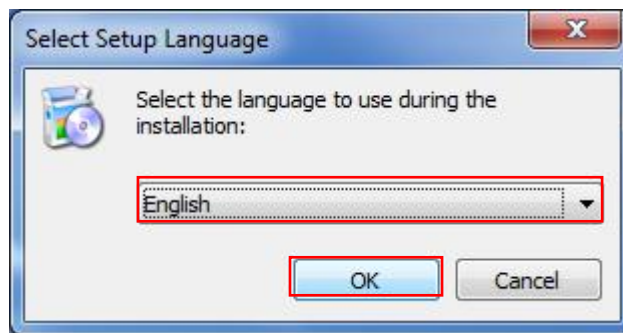 Select Setup Language
Select the language to use during the
installation:
English
OK
Cancel